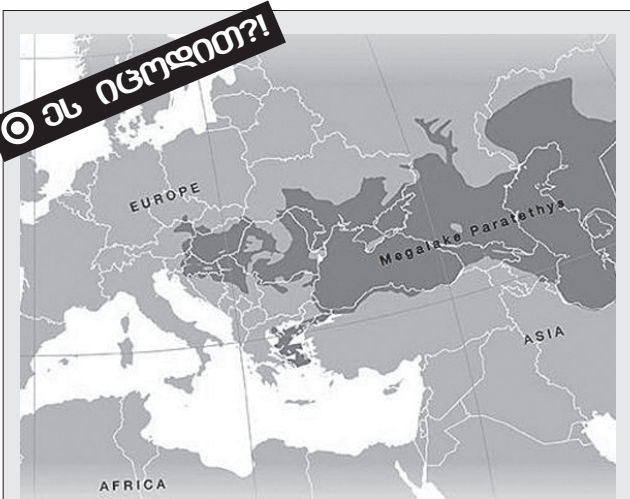 ეს იცოდით?!
EUROPE
Megalake Paratethys
ASIA
AFRICA